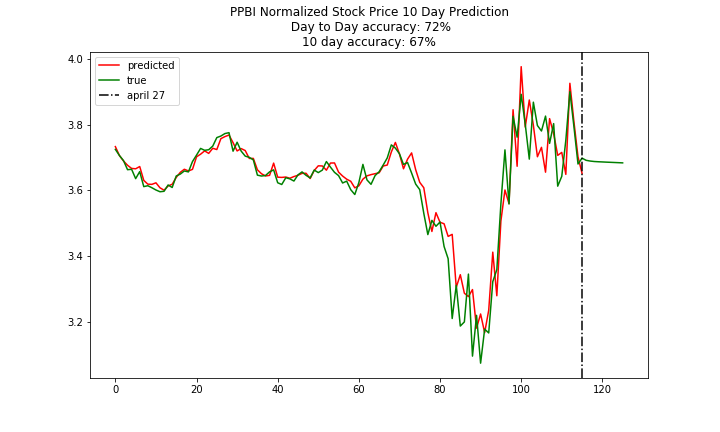 PPBI Normalized Stock Price 10 Day Prediction
Day to Day accuracy: 72%
10 day accuracy: 67%
predicted
true
april 27
4.0
3.8
3.6
3.4
3.2
0 20 40 60 80 100 120